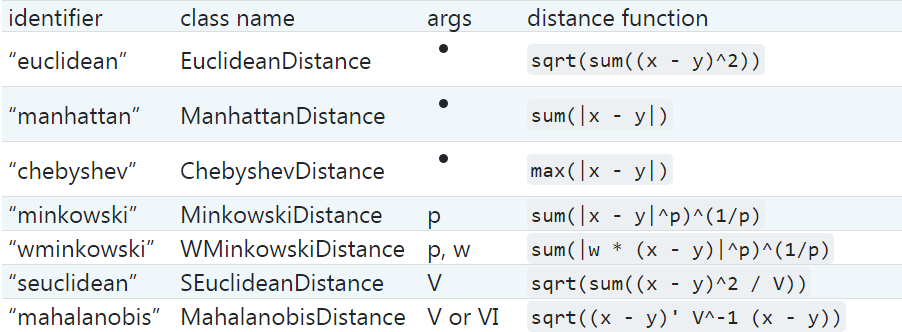 identifier class name args distance function
“euclidean” EuclideanDistance • sqrt(sum((x - y)^2))
“manhattan” ManhattanDistance • sum(|x - y|)
“chebyshev” ChebyshevDistance • max(|x - y|)
“minkowski” MinkowskiDistance p sum(|x - y|^p)^(1/p)
“wminkowski” WMinkowskiDistance p, w sum(|w * (x - y)|^p)^(1/p)
“seuclidean” SEuclideanDistance V sqrt(sum((x - y)^2 / V))
“mahalanobis” MahalanobisDistance V or VI sqrt((x - y)' V^-1 (x - y))